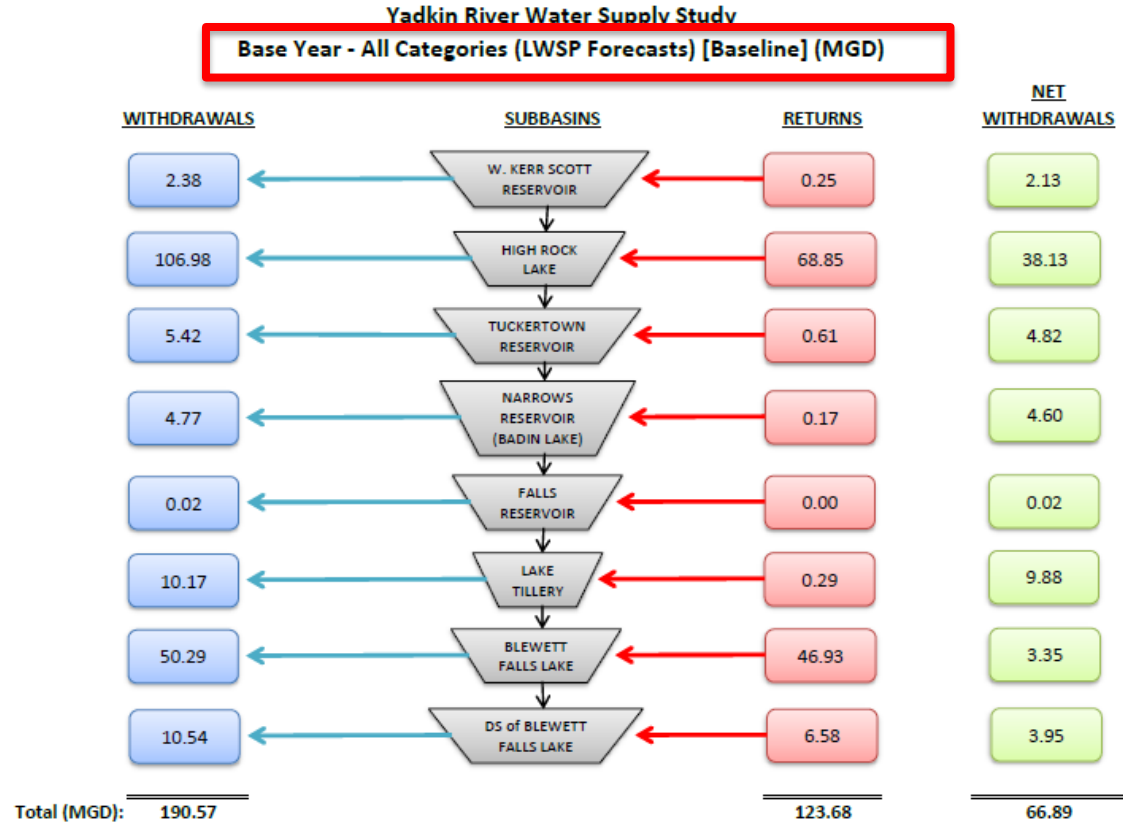 Yadkin River Water Supply Study
Base Year - All Categories (LWSP Forecasts) [Baseline] (MGD)
WITHDRAWALS SUBBASINS RETURNS NET WITHDRAWALS
2.38 W. KERR SCOTT RESERVOIR 0.25 2.13
106.98 HIGH ROCK LAKE 68.85 38.13
5.42 TUCKERTOWN RESERVOIR 0.61 4.82
4.77 NARROWS RESERVOIR (BADIN LAKE) 0.17 4.60
0.02 FALLS RESERVOIR 0.00 0.02
10.17 LAKE TILLERY 0.29 9.88
50.29 BLEWETT FALLS LAKE 46.93 3.35
10.54 DS of BLEWETT FALLS LAKE 6.58 3.95
Total (MGD): 190.57 123.68 66.89